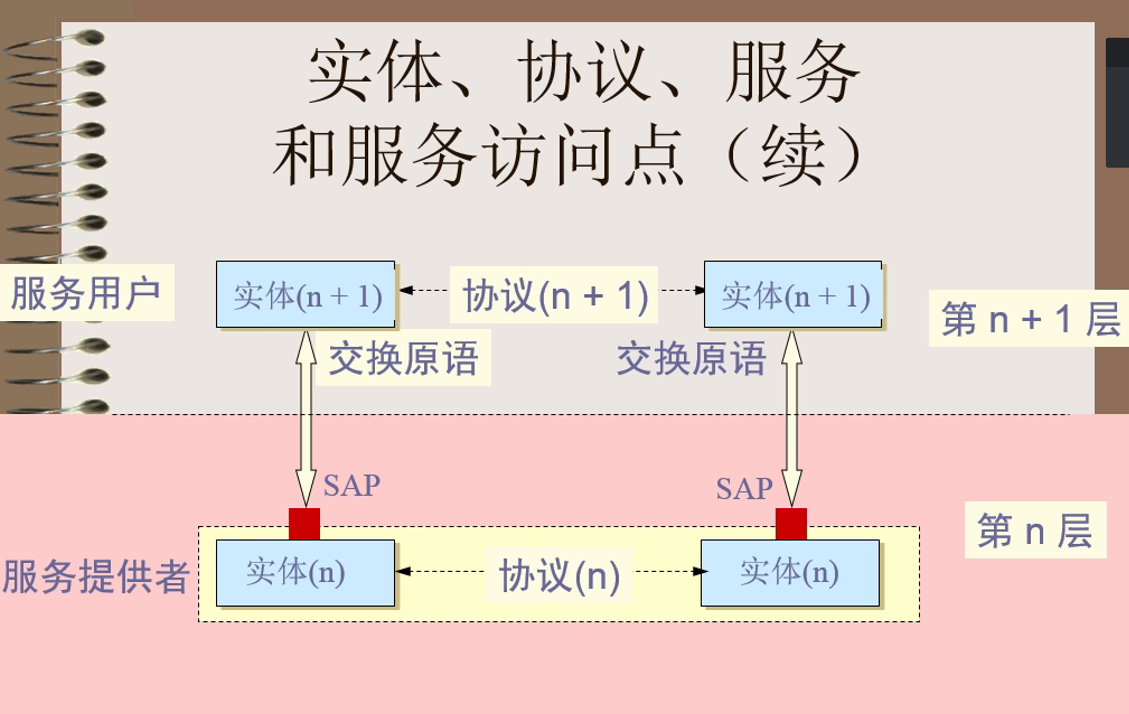 实体、协议、服务
和服务访问点（续）
服务用户
实体(n + 1)
协议(n + 1)
实体(n + 1)
第 n + 1 层
交换原语
交换原语
SAP
SAP
第 n 层
服务提供者
实体(n)
协议(n)
实体(n)